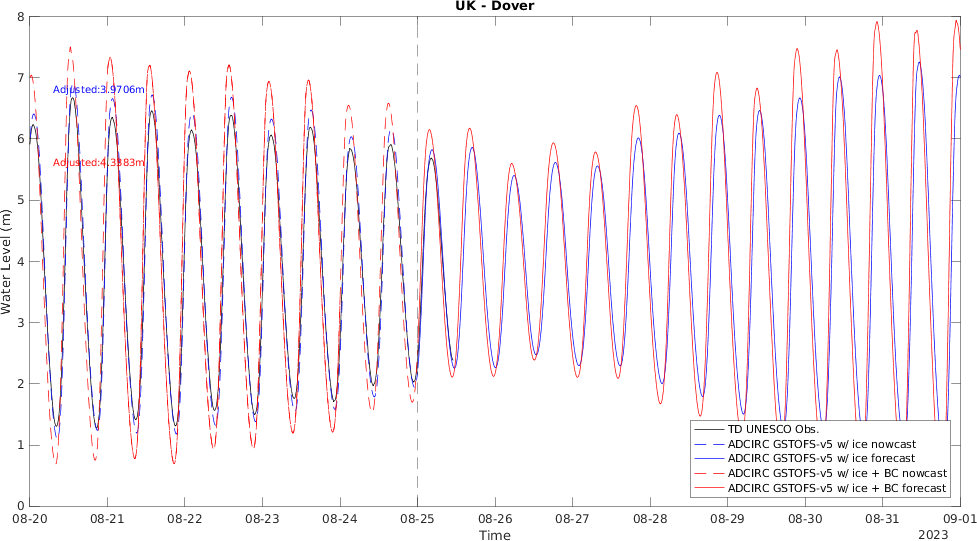 UK - Dover
8
7
6
5
4
3
2
1
0
Water Level (m)
Adjusted:3.9706m
Adjusted:4.3383m
TD UNESCO Obs.
ADCIRC GSTOFS-v5 w/ ice nowcast
ADCIRC GSTOFS-v5 w/ ice forecast
ADCIRC GSTOFS-v5 w/ ice + BC nowcast
ADCIRC GSTOFS-v5 w/ ice + BC forecast
08-20 08-21 08-22 08-23 08-24 08-25 08-26 08-27 08-28 08-29 08-30 08-31 09-01
Time
2023